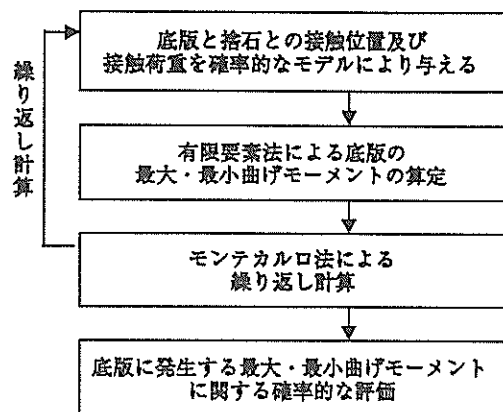 底版と捨石との接触位置及び
接触荷重を確率的なモデルにより与える
繰り返し計算
有限要素法による底版の
最大・最小曲げモーメントの算定
モンテカルロ法による
繰り返し計算
底版に発生する最大・最小曲げモーメント
に関する確率的な評価